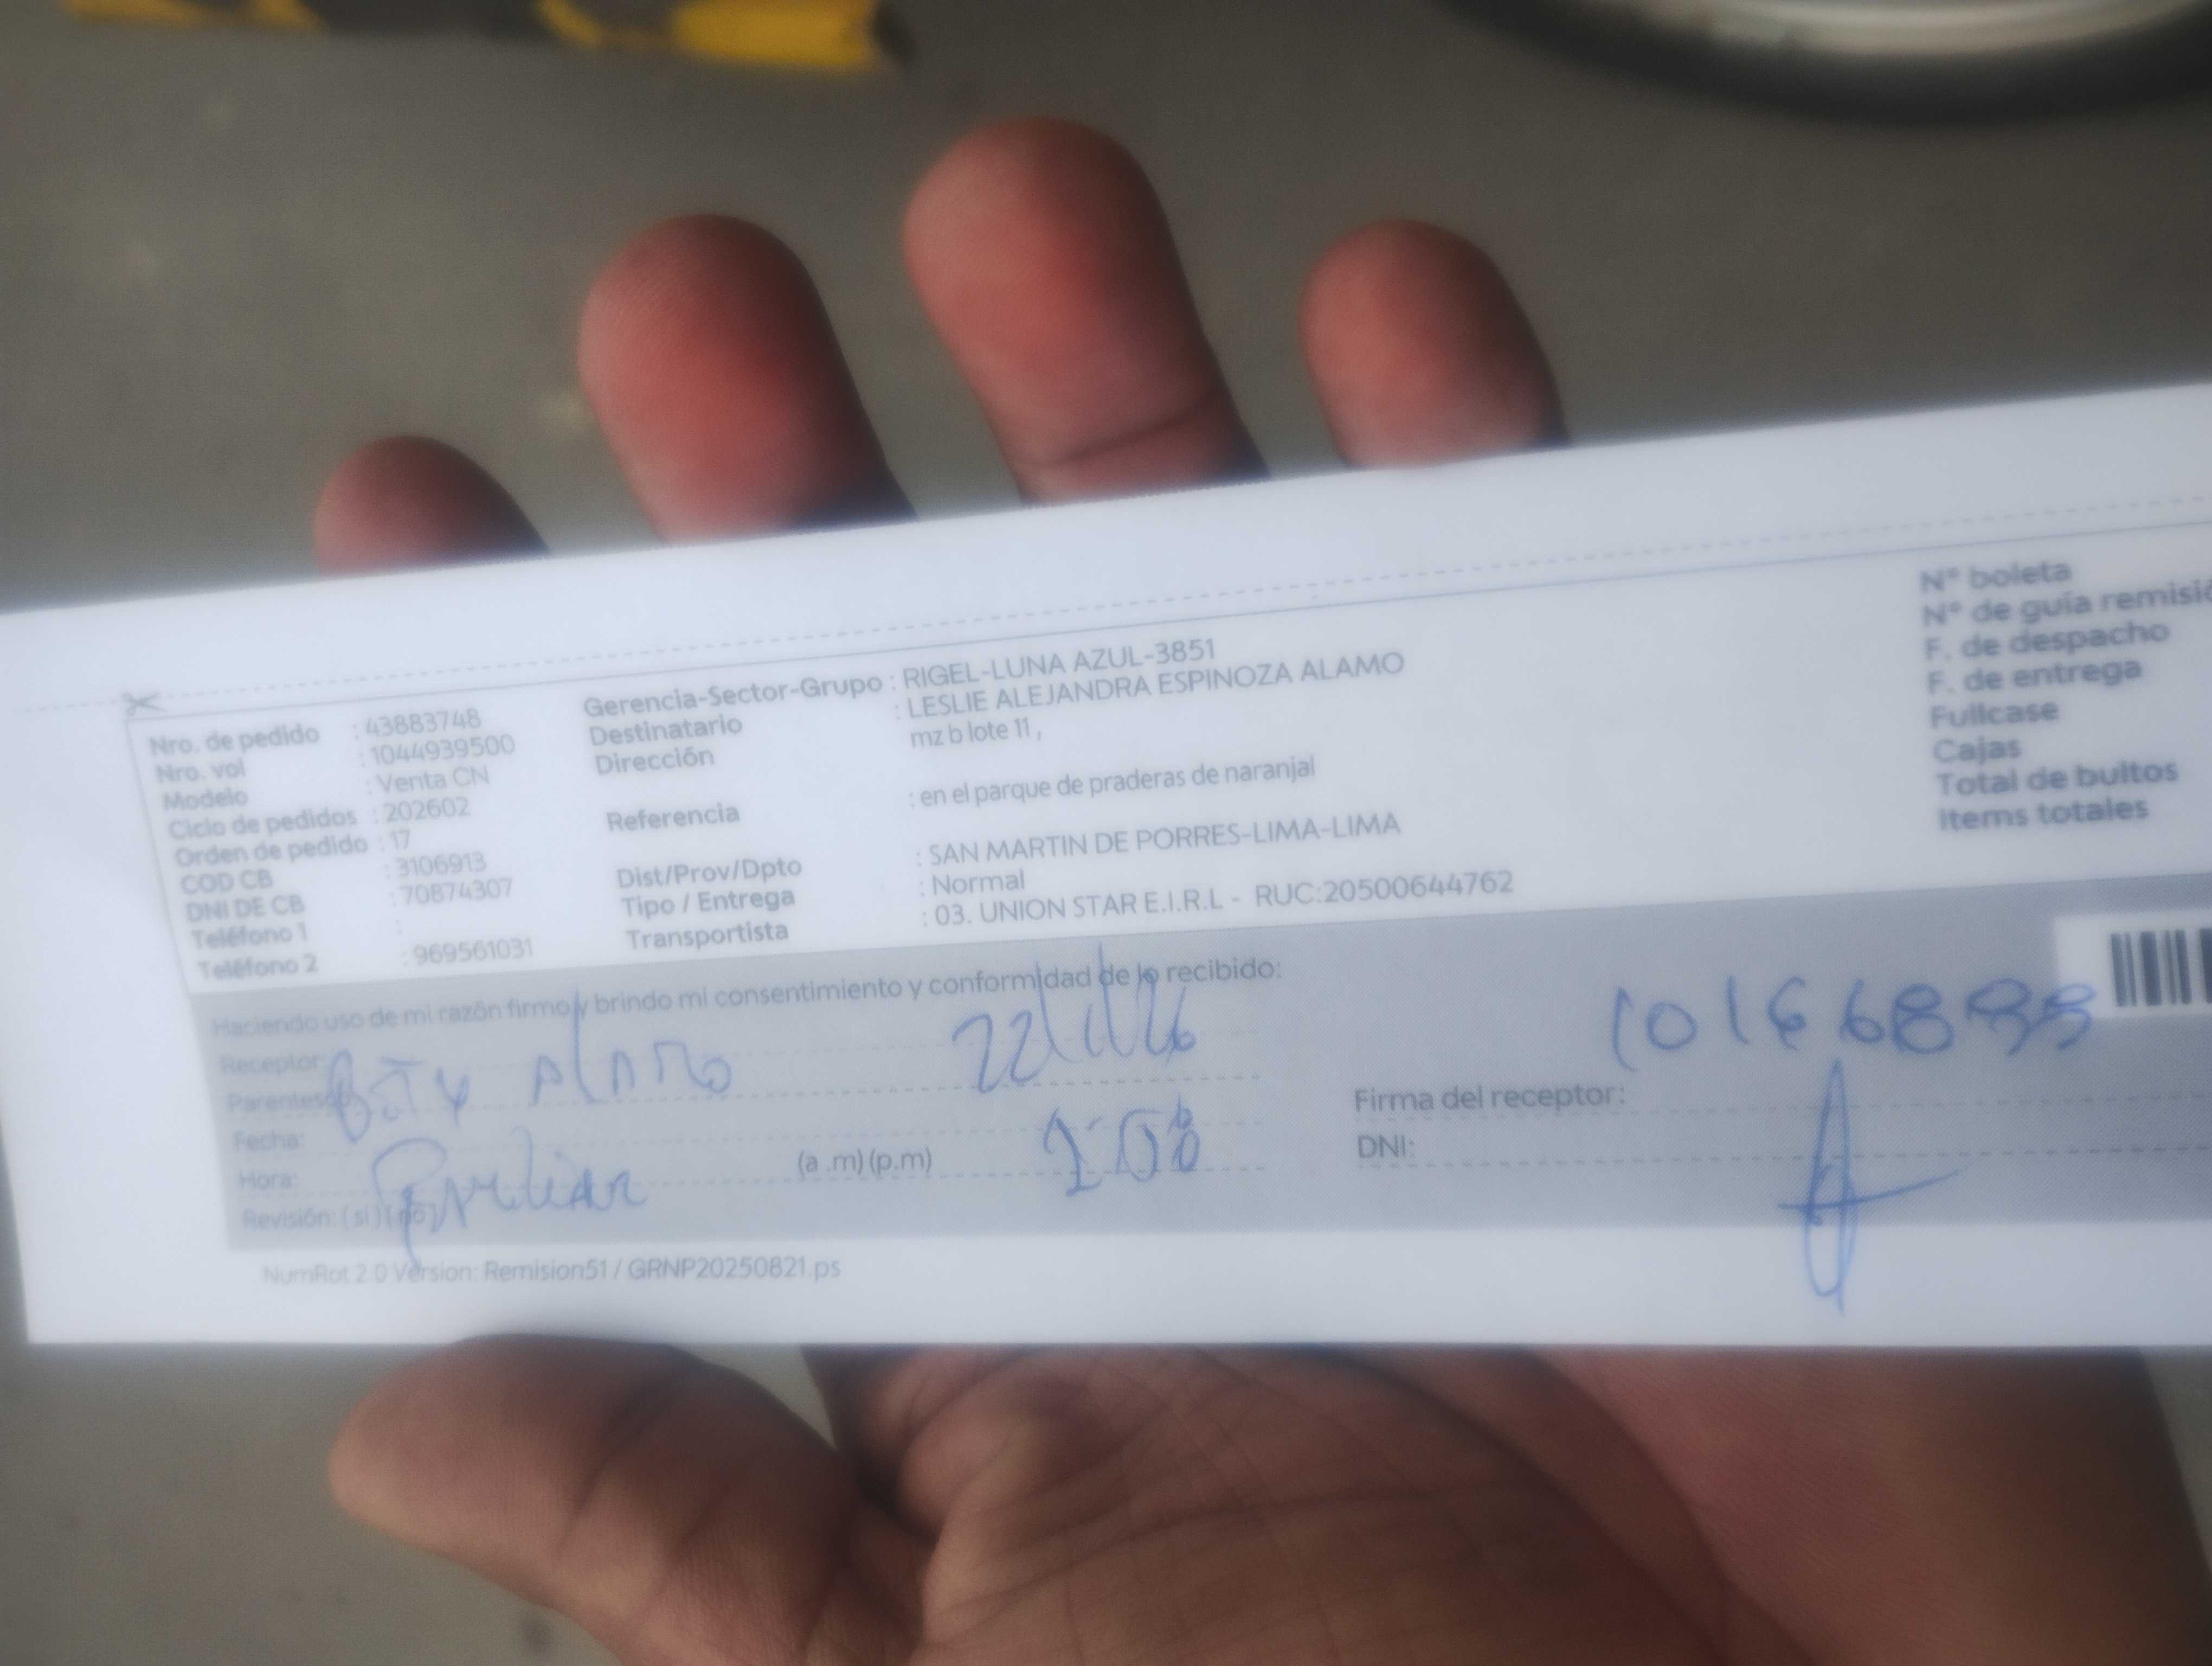 Nro. de pedido : 43883748
Nro. vol : 1044939500
Modelo : Venta CN
Ciclo de pedidos : 202602
Orden de pedido : 17
COD CB : 3106913
DNI DE CB : 70874307
Teléfono 1 :
Teléfono 2 : 969561031
Gerencia-Sector-Grupo : RIGEL-LUNA AZUL-3851
Destinatario : LESLIE ALEJANDRA ESPINOZA ALAMO
Dirección mz b lote 11 ,
Referencia : en el parque de praderas de naranjal
Dist/Prov/Dpto : SAN MARTIN DE PORRES-LIMA-LIMA
Tipo / Entrega : Normal
Transportista : 03. UNION STAR E.I.R.L - RUC:20500644762
N° boleta
N° de guía remisió
F. de despacho
F. de entrega
Fullcase
Cajas
Total de bultos
Items totales
Haciendo uso de mi razón firmo y brindo mi consentimiento y conformidad de lo recibido:
Receptor:
Parentesco
Alamo 22/1/26
Fecha:
Hora: (a .m) (p.m)
Revisión: ( si ) ( no )
Familiar
Firma del receptor:
DNI:
NumRot 2.0 Version: Remision51 / GRNP20250821.ps